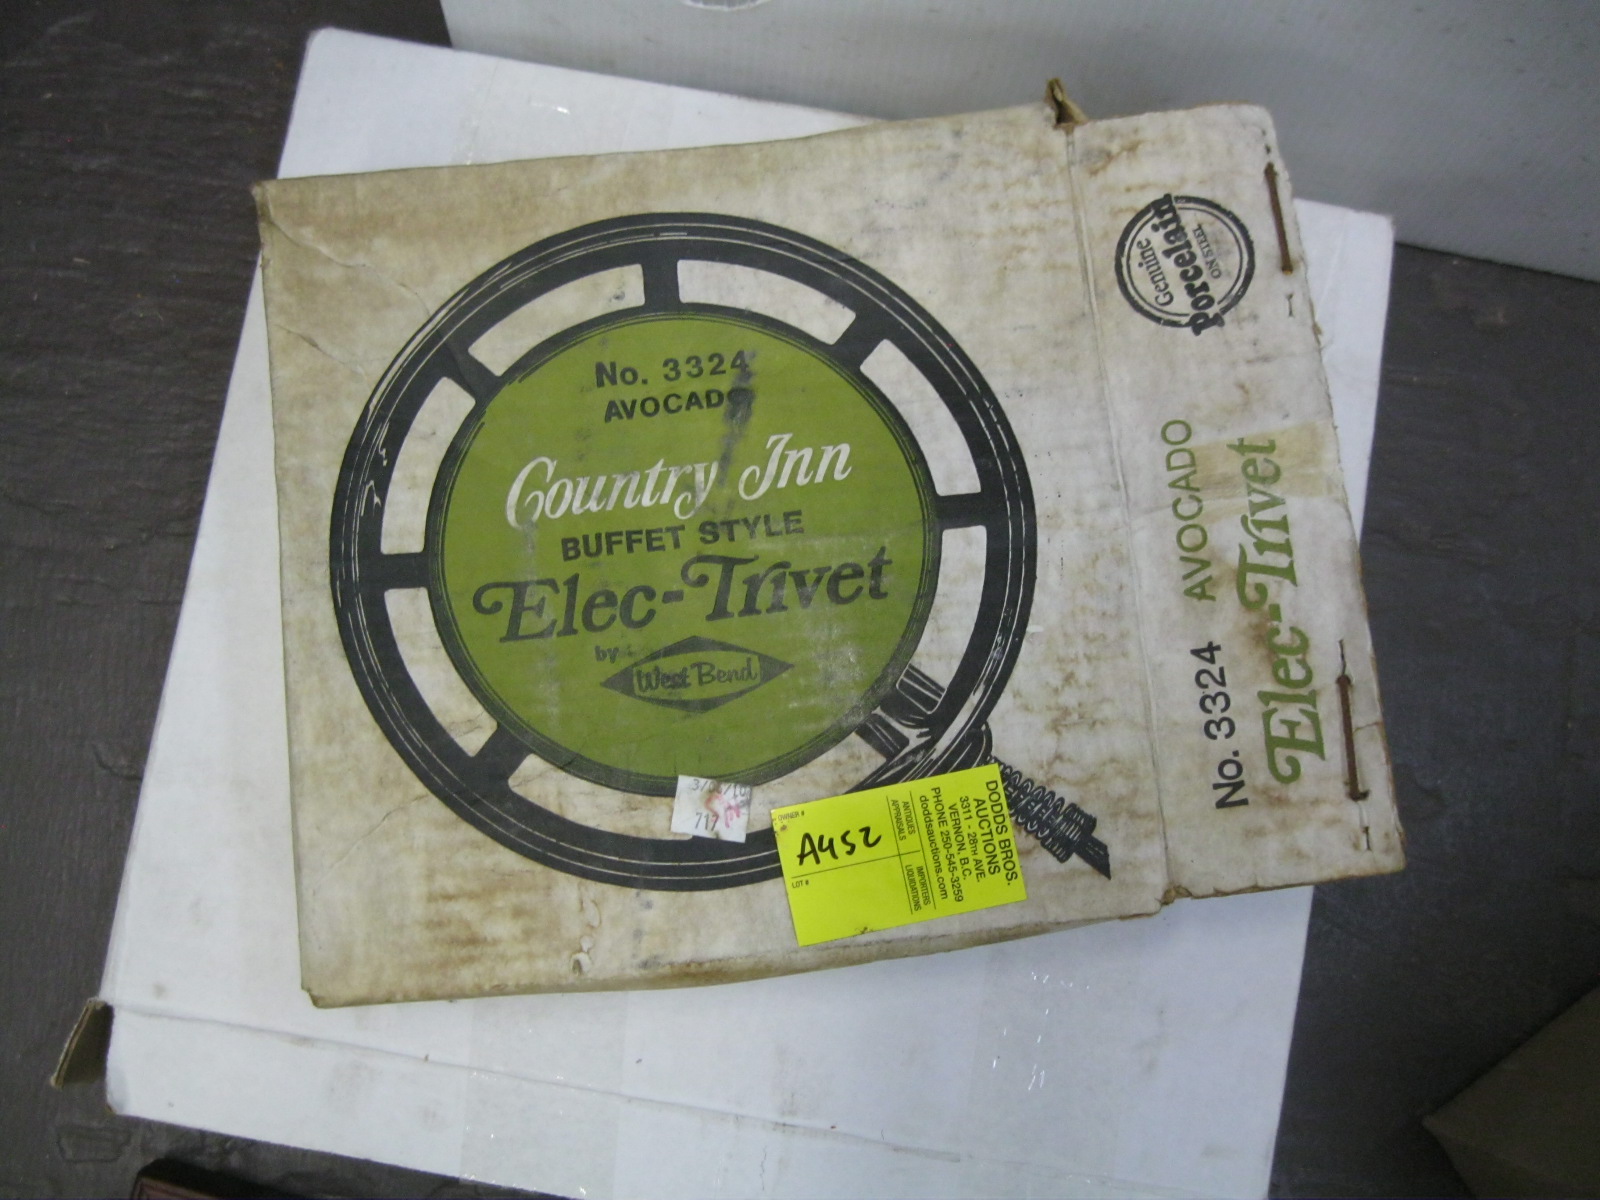 No. 3324
AVOCADO
Country Inn
BUFFET STYLE
Elec-Trivet
by
West Bend
717
OWNER #
A452
LOT #
DODDS BROS.
AUCTIONS
3311 - 28TH AVE.
VERNON, B.C.
PHONE 250-545-3259
doddsauctions.com
ANTIQUES
APPRAISALS
IMPORTERS
LIQUIDATIONS
Genuine
Porcelain
ON STEEL
No. 3324 AVOCADO
Elec-Trivet